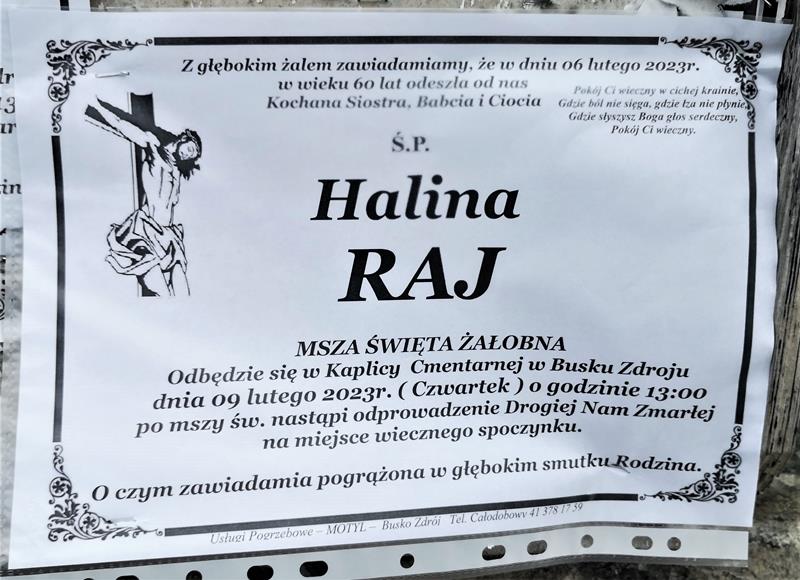 Z głębokim żalem zawiadamiamy, że w dniu 06 lutego 2023r.
w wieku 60 lat odeszła od nas
Kochana Siostra, Babcia i Ciocia
Pokój Ci wieczny w cichej krainie,
Gdzie ból nie sięga, gdzie łza nie płynie,
Gdzie słyszysz Boga głos serdeczny,
Pokój Ci wieczny.
Ś.P.
Halina
RAJ
MSZA ŚWIĘTA ŻAŁOBNA
Odbędzie się w Kaplicy Cmentarnej w Busku Zdroju
dnia 09 lutego 2023r. ( Czwartek ) o godzinie 13:00
po mszy św. nastąpi odprowadzenie Drogiej Nam Zmarłej
na miejsce wiecznego spoczynku.
O czym zawiadamia pogrążona w głębokim smutku Rodzina.
Usługi Pogrzebowe – MOTYL – Busko Zdrój Tel. Całodobowy 41 378 17 59